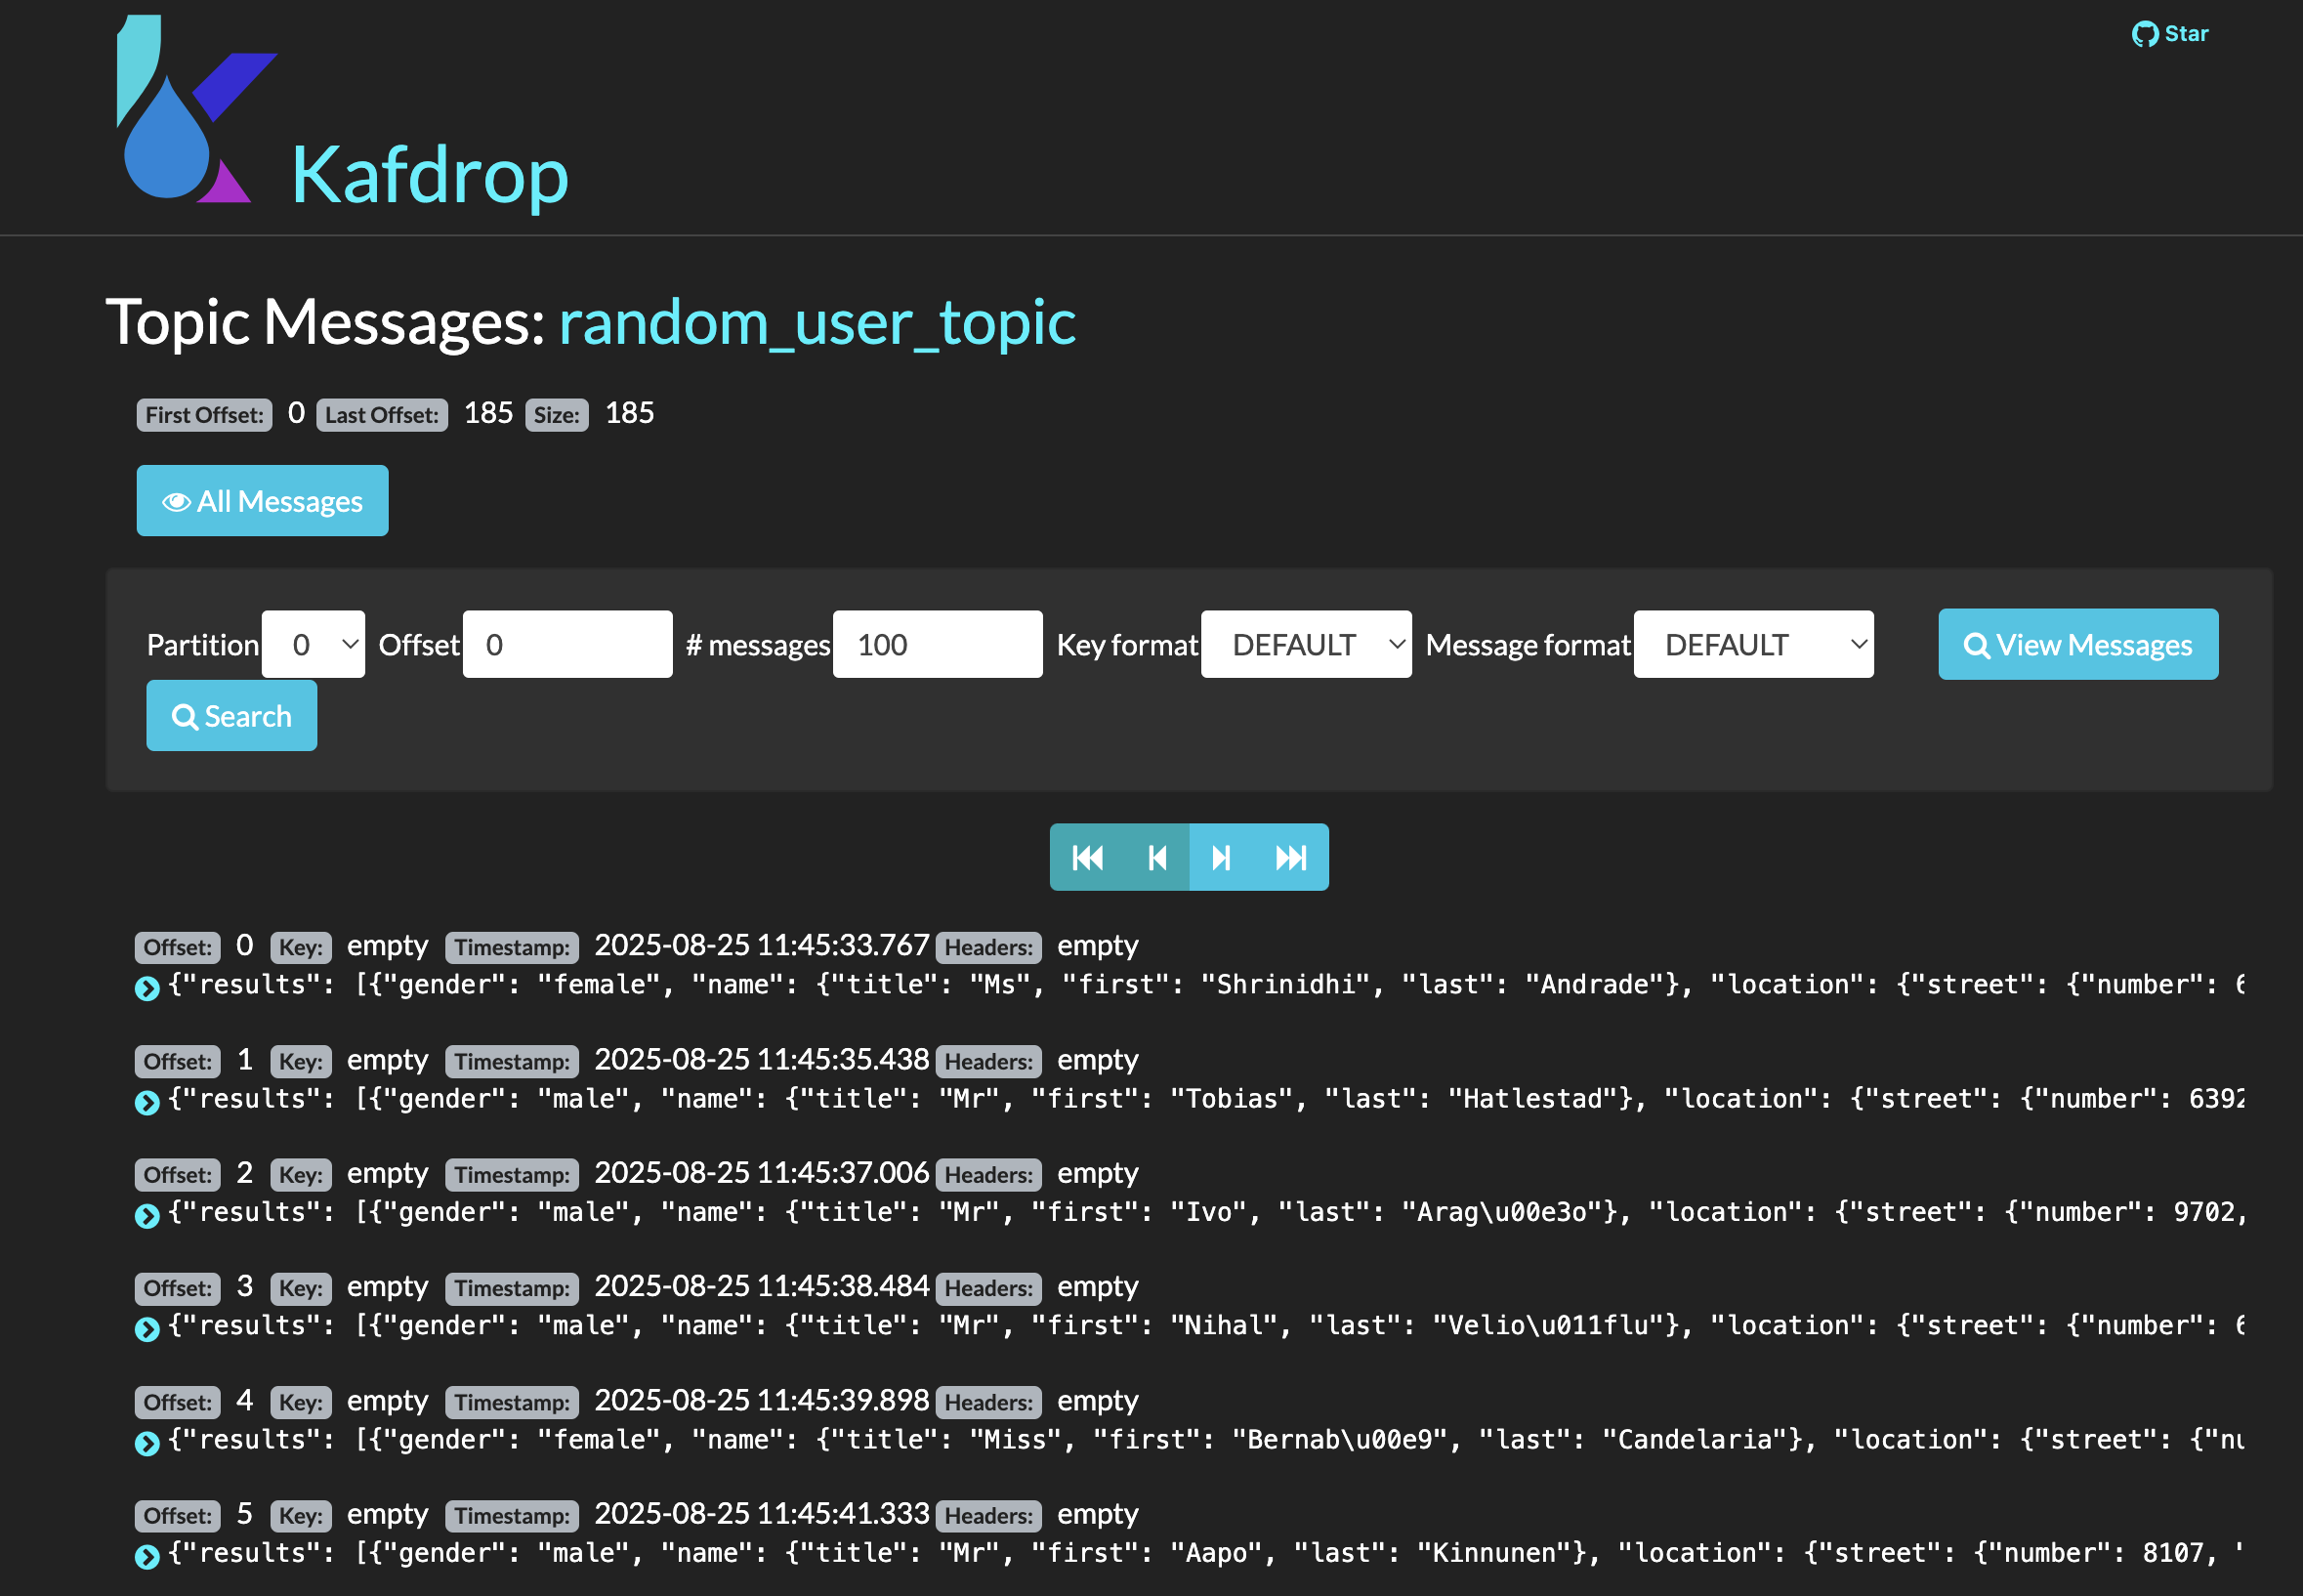 Star
Kafdrop
Topic Messages: random_user_topic
First Offset: 0 Last Offset: 185 Size: 185
All Messages
Partition 0 Offset 0 # messages 100 Key format DEFAULT Message format DEFAULT View Messages
Search
Offset: 0 Key: empty Timestamp: 2025-08-25 11:45:33.767 Headers: empty
{"results": [{"gender": "female", "name": {"title": "Ms", "first": "Shrinidhi", "last": "Andrade"}, "location": {"street": {"number": 6
Offset: 1 Key: empty Timestamp: 2025-08-25 11:45:35.438 Headers: empty
{"results": [{"gender": "male", "name": {"title": "Mr", "first": "Tobias", "last": "Hatlestad"}, "location": {"street": {"number": 6392
Offset: 2 Key: empty Timestamp: 2025-08-25 11:45:37.006 Headers: empty
{"results": [{"gender": "male", "name": {"title": "Mr", "first": "Ivo", "last": "Arag\u00e3o"}, "location": {"street": {"number": 9702,
Offset: 3 Key: empty Timestamp: 2025-08-25 11:45:38.484 Headers: empty
{"results": [{"gender": "male", "name": {"title": "Mr", "first": "Nihal", "last": "Velio\u011flu"}, "location": {"street": {"number": 6
Offset: 4 Key: empty Timestamp: 2025-08-25 11:45:39.898 Headers: empty
{"results": [{"gender": "female", "name": {"title": "Miss", "first": "Bernab\u00e9", "last": "Candelaria"}, "location": {"street": {"nu
Offset: 5 Key: empty Timestamp: 2025-08-25 11:45:41.333 Headers: empty
{"results": [{"gender": "male", "name": {"title": "Mr", "first": "Aapo", "last": "Kinnunen"}, "location": {"street": {"number": 8107, "